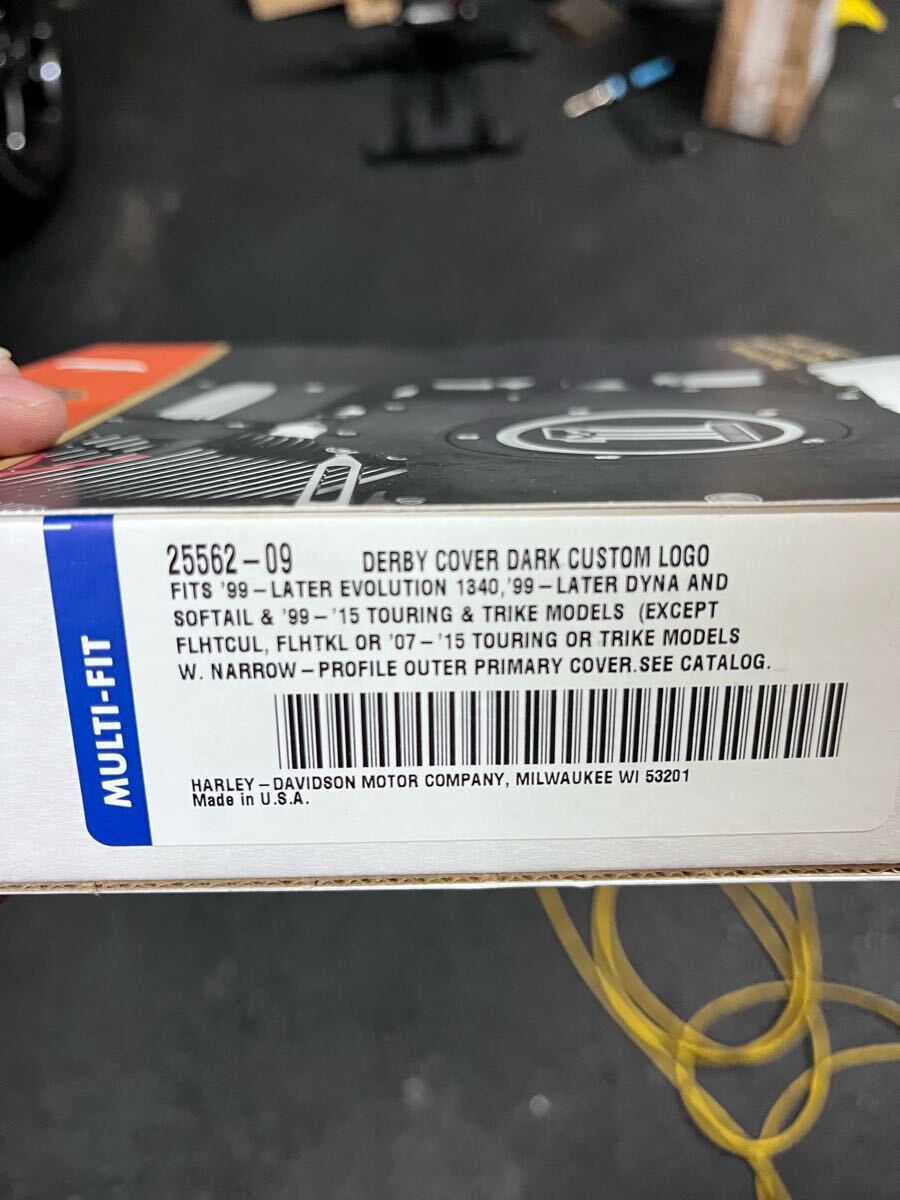 MULTI-FIT
25562-09 DERBY COVER DARK CUSTOM LOGO
FITS '99-LATER EVOLUTION 1340,'99-LATER DYNA AND
SOFTAIL & '99-'15 TOURING & TRIKE MODELS (EXCEPT
FLHTCUL, FLHTKL OR '07-'15 TOURING OR TRIKE MODELS
W. NARROW-PROFILE OUTER PRIMARY COVER.SEE CATALOG.
HARLEY-DAVIDSON MOTOR COMPANY, MILWAUKEE WI 53201
Made in U.S.A.